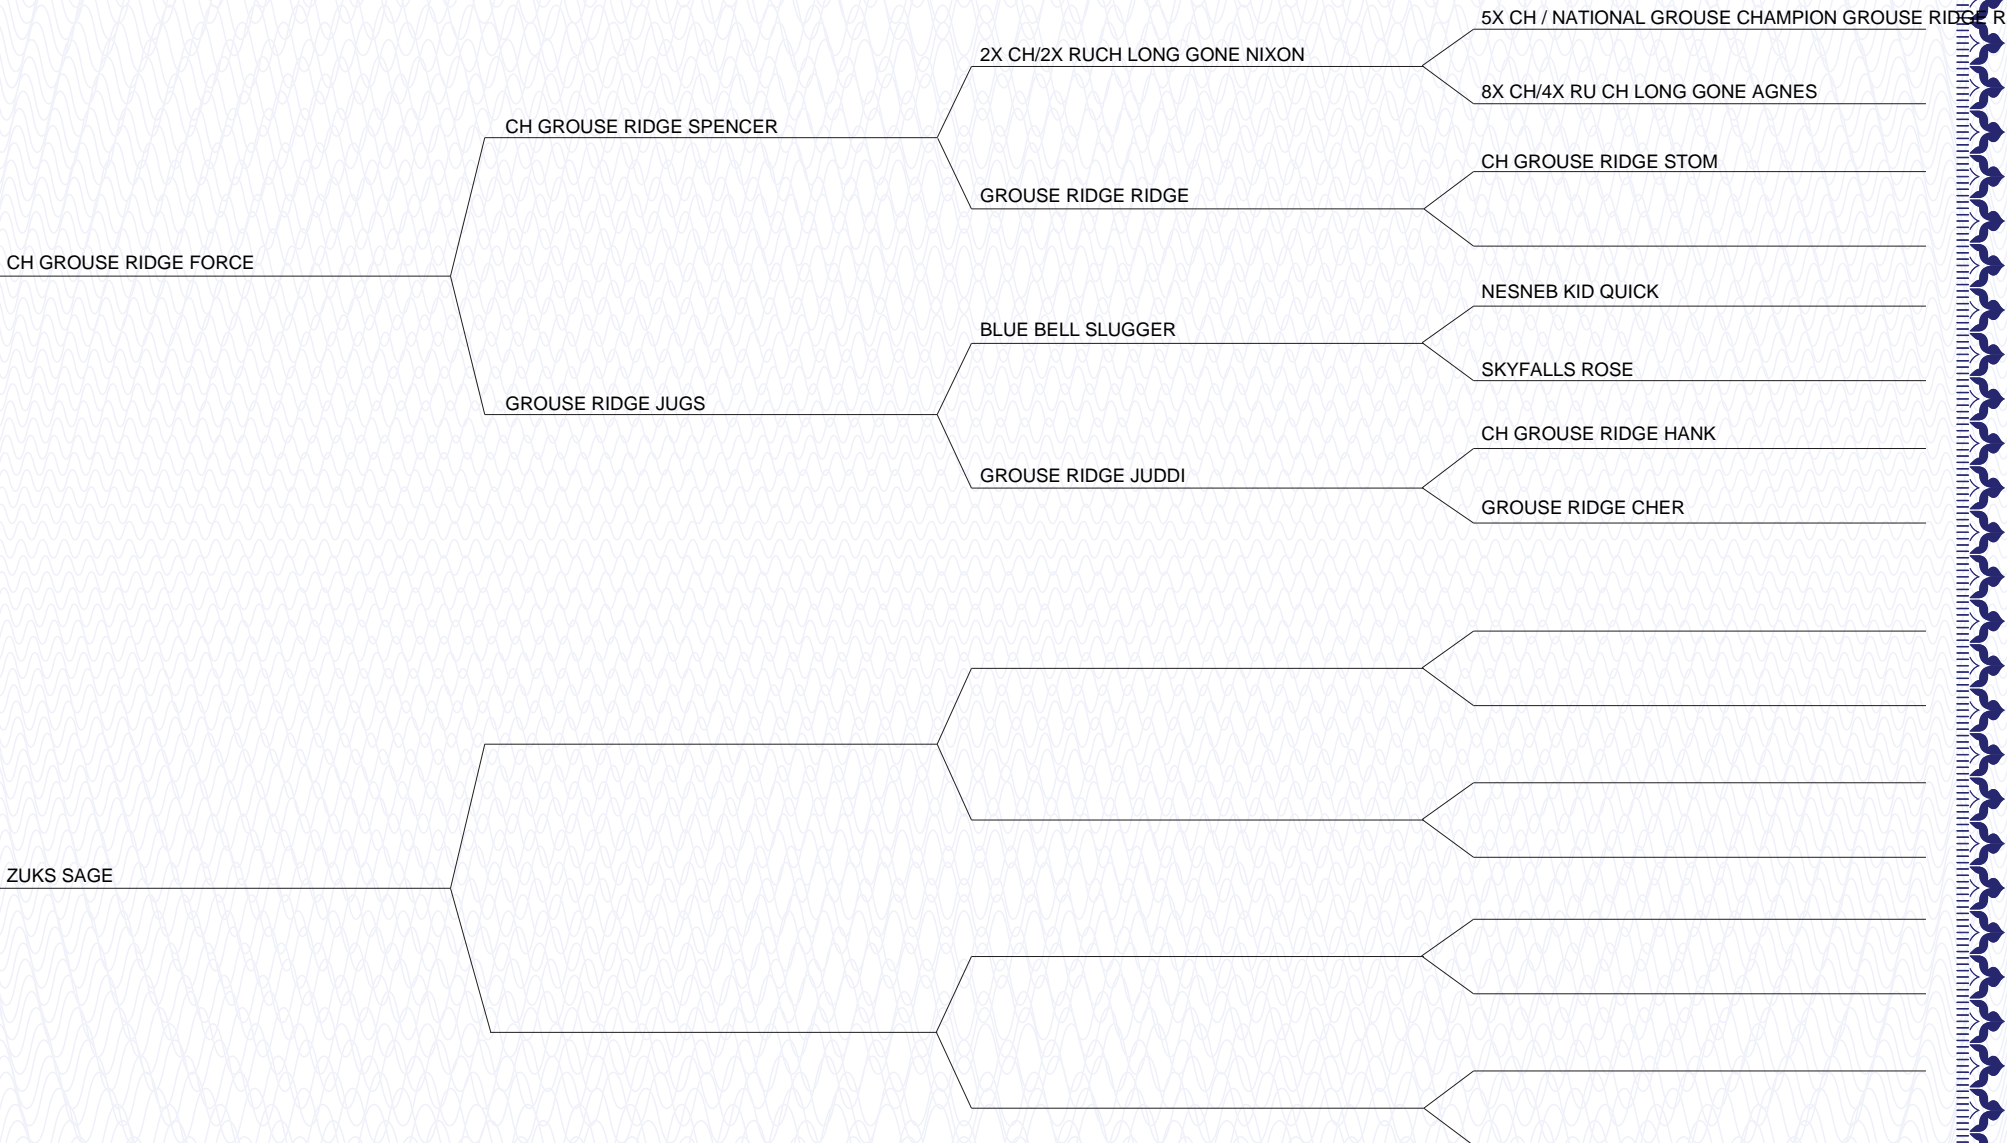 5X CH / NATIONAL GROUSE CHAMPION GROUSE RIDGE R
2X CH/2X RUCH LONG GONE NIXON
8X CH/4X RU CH LONG GONE AGNES
CH GROUSE RIDGE SPENCER
CH GROUSE RIDGE STOM
GROUSE RIDGE RIDGE
CH GROUSE RIDGE FORCE
NESNEB KID QUICK
BLUE BELL SLUGGER
SKYFALLS ROSE
GROUSE RIDGE JUGS
CH GROUSE RIDGE HANK
GROUSE RIDGE JUDDI
GROUSE RIDGE CHER
ZUKS SAGE